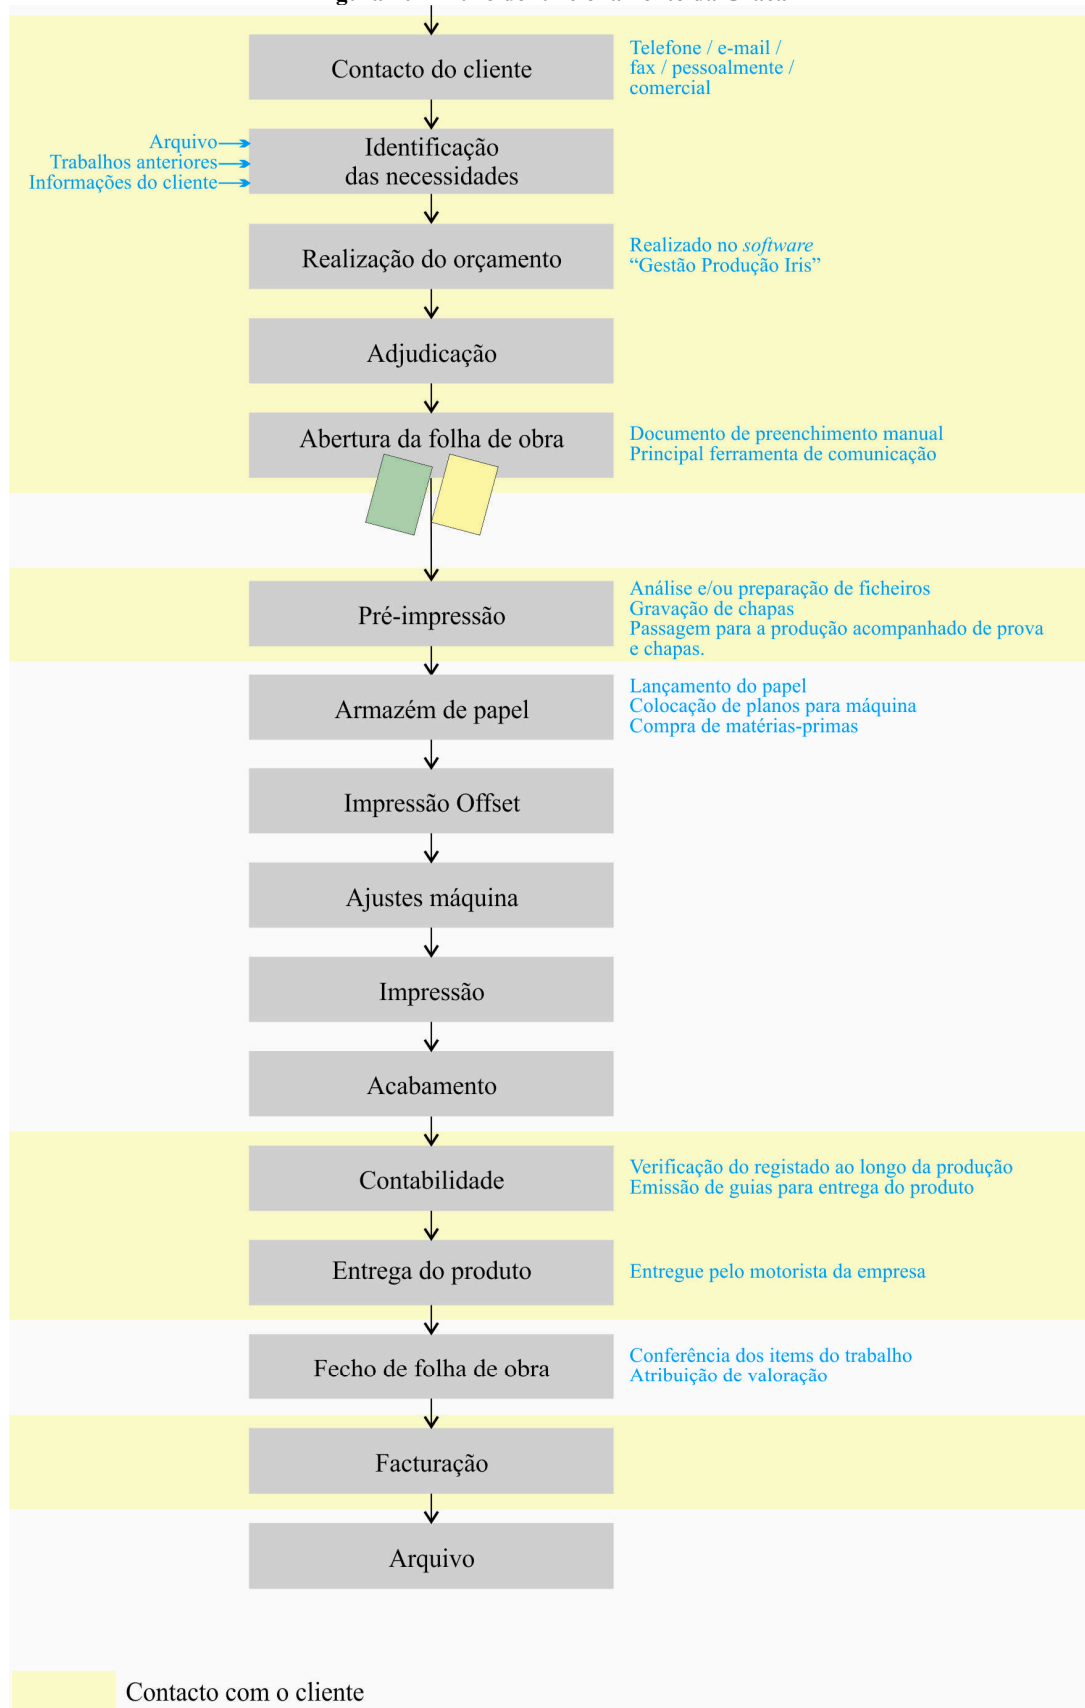 Contacto do cliente
Telefone / e-mail /
fax / pessoalmente /
comercial
Arquivo
Trabalhos anteriores
Informações do cliente
Identificação
das necessidades
Realização do orçamento
Realizado no software
“Gestão Produção Iris”
Adjudicação
Abertura da folha de obra
Documento de preenchimento manual
Principal ferramenta de comunicação
Pré-impressão
Análise e/ou preparação de ficheiros
Gravação de chapas
Passagem para a produção acompanhado de prova
e chapas.
Armazém de papel
Lançamento do papel
Colocação de planos para máquina
Compra de matérias-primas
Impressão Offset
Ajustes máquina
Impressão
Acabamento
Contabilidade
Verificação do registado ao longo da produção
Emissão de guias para entrega do produto
Entrega do produto
Entregue pelo motorista da empresa
Fecho de folha de obra
Conferência dos items do trabalho
Atribuição de valoração
Facturação
Arquivo
Contacto com o cliente